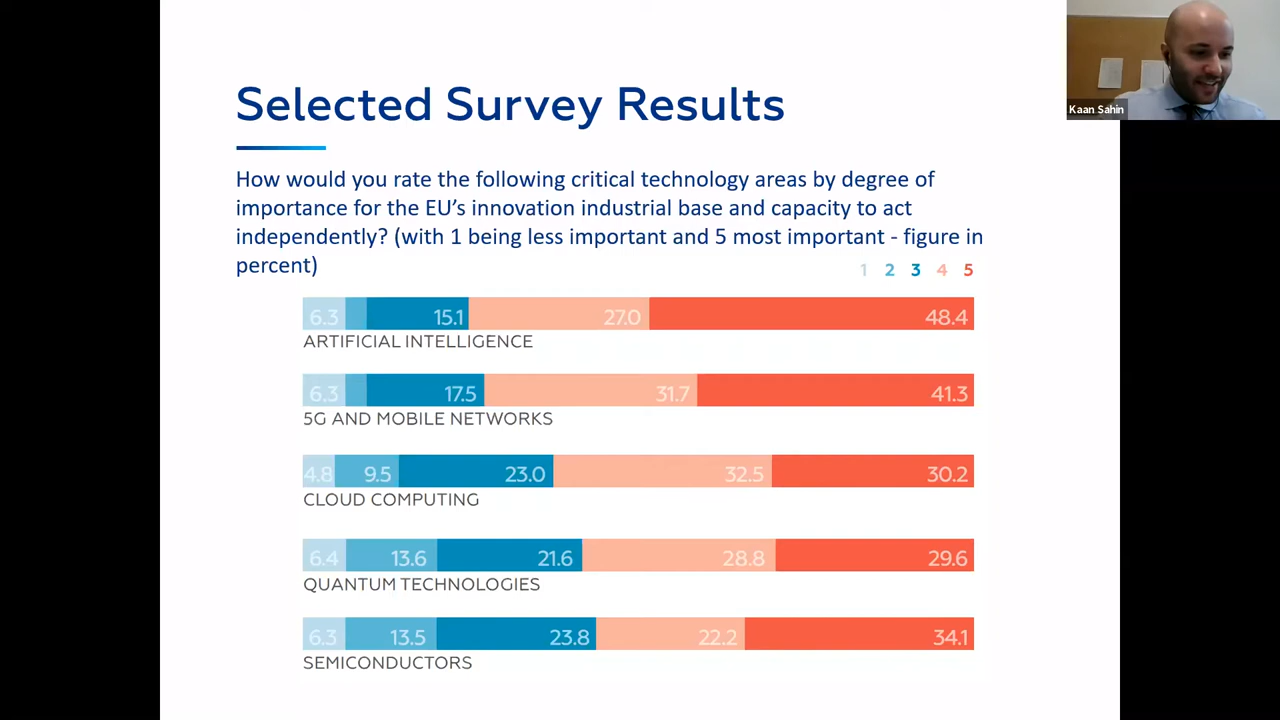 Selected Survey Results
Kaan Sahin
How would you rate the following critical technology areas by degree of
importance for the EU's innovation industrial base and capacity to act
independently? (with 1 being less important and 5 most important - figure in
percent)
1 2 3 4 5
6.3 15.1 27.0 48.4
ARTIFICIAL INTELLIGENCE
6.3 17.5 31.7 41.3
5G AND MOBILE NETWORKS
4.8 9.5 23.0 32.5 30.2
CLOUD COMPUTING
6.4 13.6 21.6 28.8 29.6
QUANTUM TECHNOLOGIES
6.3 13.5 23.8 22.2 34.1
SEMICONDUCTORS